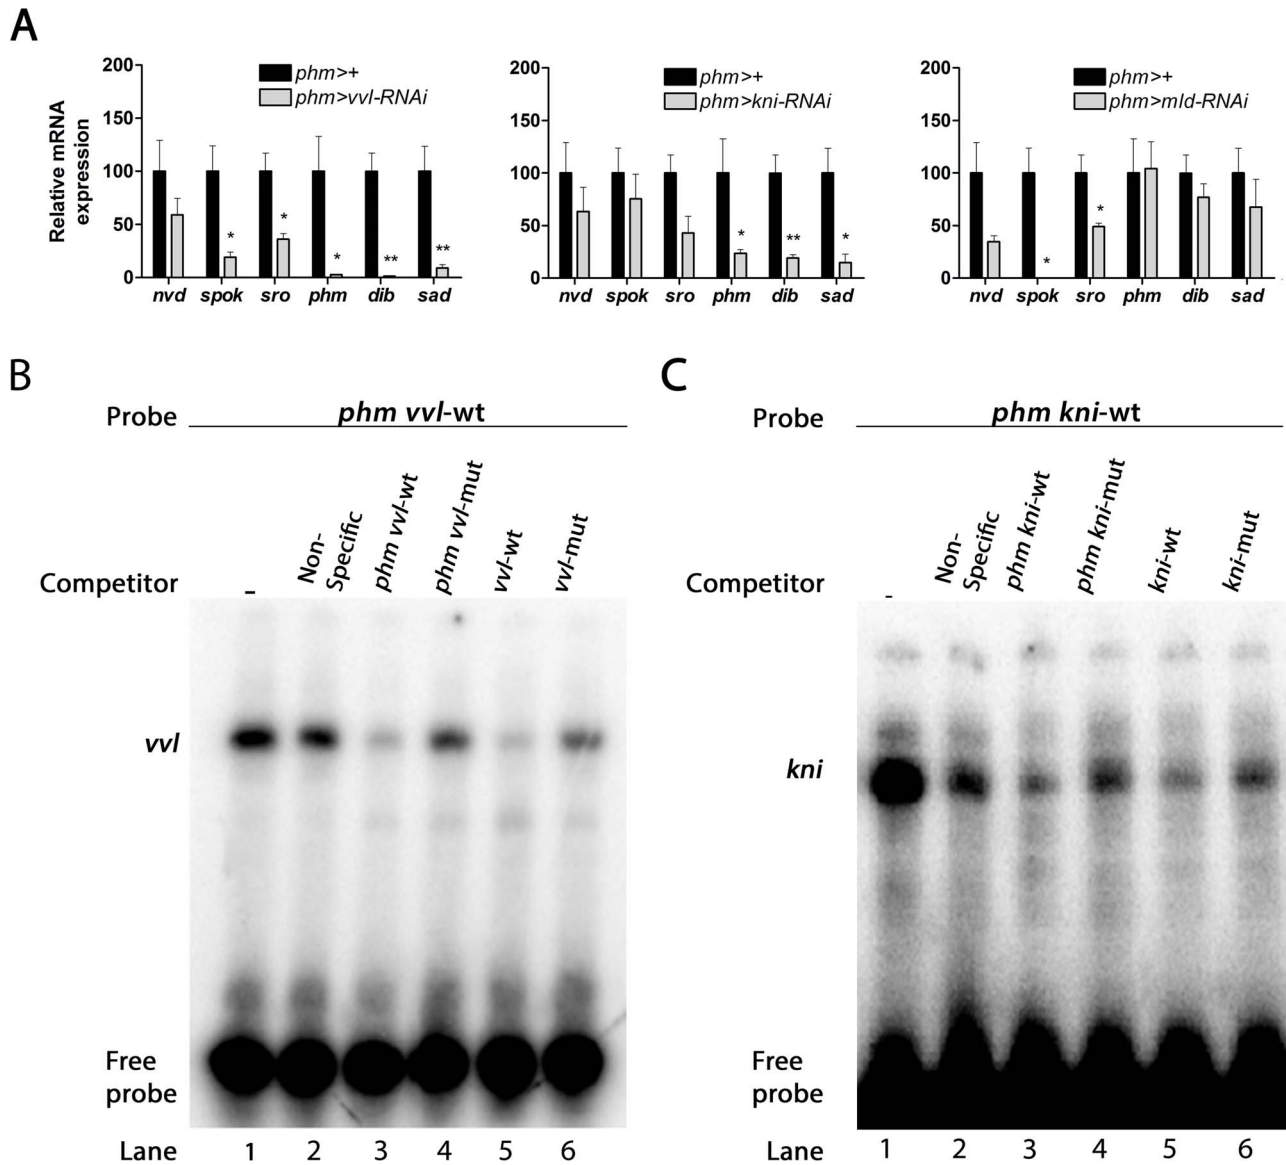 A
Relative mRNA
expression
200
150
100
50
0
phm>+
phm>vvl-RNAi
nvd spok sro phm dib sad
* * * ** **
200
150
100
50
0
phm>+
phm>kni-RNAi
nvd spok sro phm dib sad
* ** *
200
150
100
50
0
phm>+
phm>mld-RNAi
nvd spok sro phm dib sad
* *
B
Probe
phm vvl-wt
Competitor
-
Non-
Specific
phm vvl-wt
phm vvl-mut
vvl-wt
vvl-mut
vvl
Free
probe
Lane 1 2 3 4 5 6
C
Probe
phm kni-wt
Competitor
-
Non-
Specific
phm kni-wt
phm kni-mut
kni-wt
kni-mut
kni
Free
probe
Lane 1 2 3 4 5 6